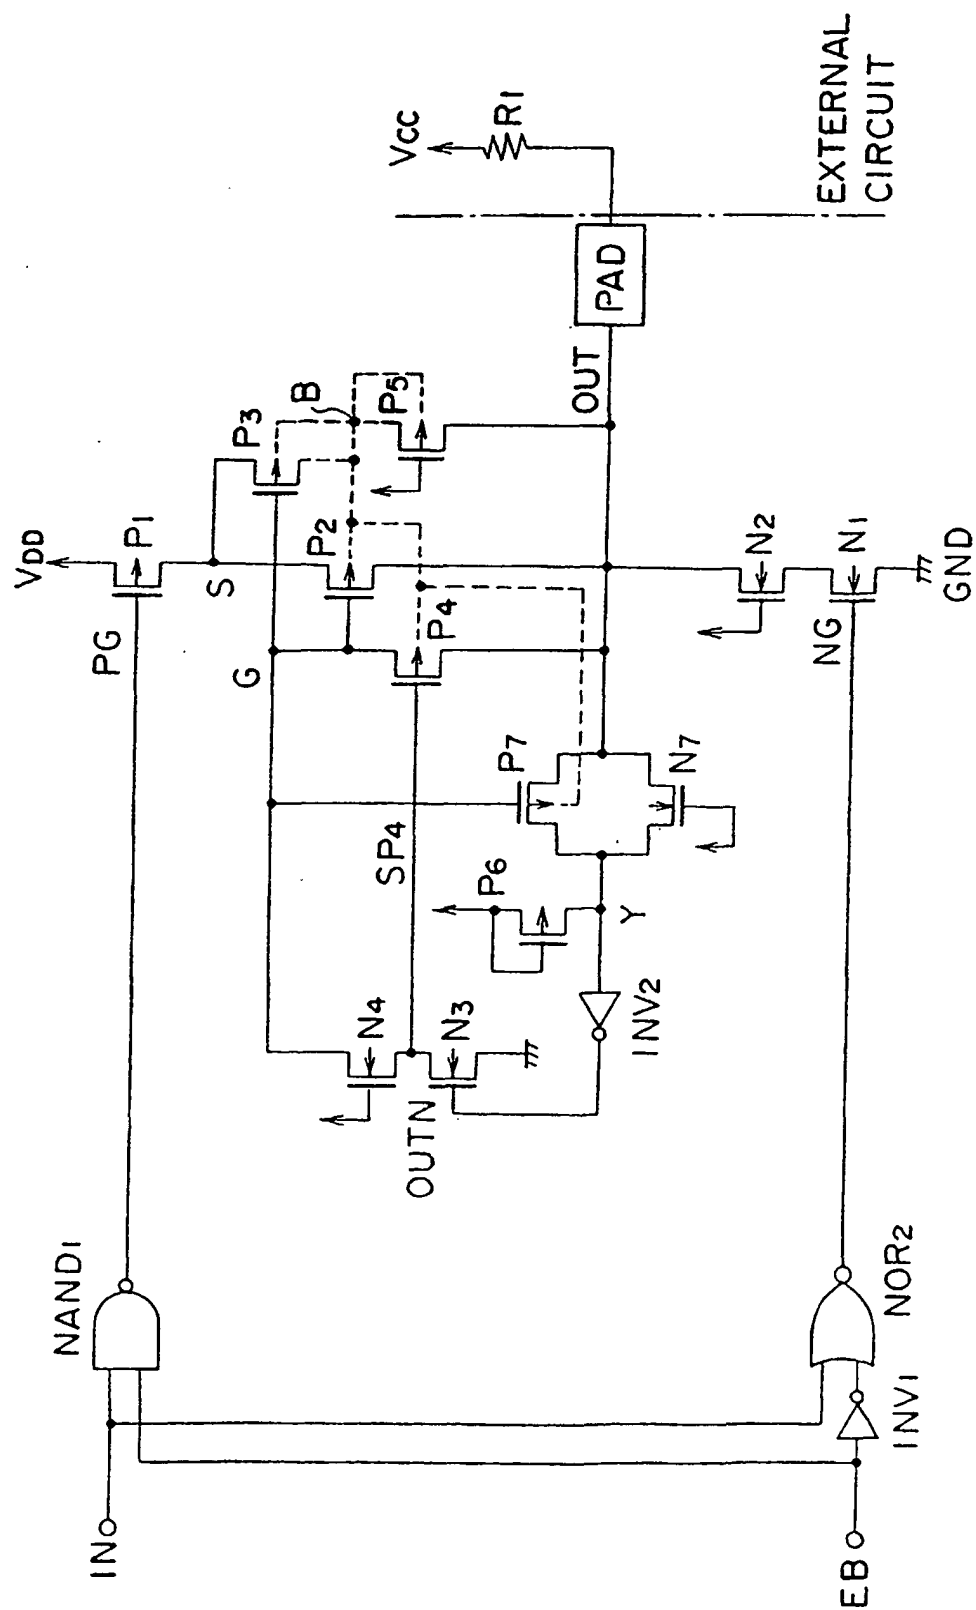 VDD
PG
P1
S
P3
B
G
P2
P5
P4
VCC
R1
OUT
PAD
EXTERNAL
CIRCUIT
NAND1
IN
N4
N3
OUTN
SP4
P7
P6
N7
Y
INV2
N2
NG
N1
GND
NOR2
INV1
EB